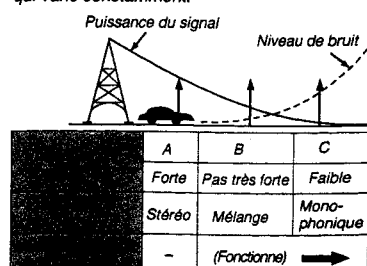 qui varie constamment.
Puissance du signal
Niveau de bruit
A B C
Forte Pas très forte Faible
Stéréo Mélange Mono-
phonique
– (Fonctionne)